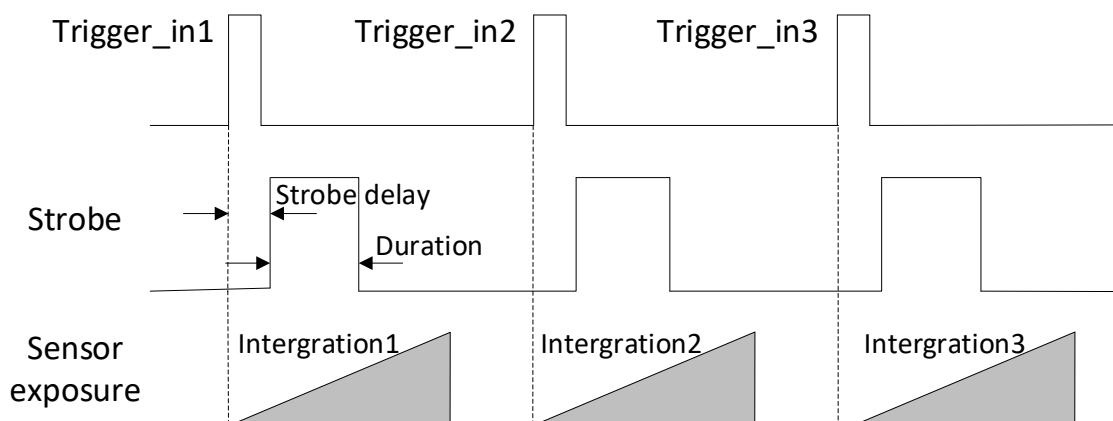 Trigger_in1
Trigger_in2
Trigger_in3
Strobe
Strobe delay
Duration
Sensor
exposure
Intergration1
Intergration2
Intergration3